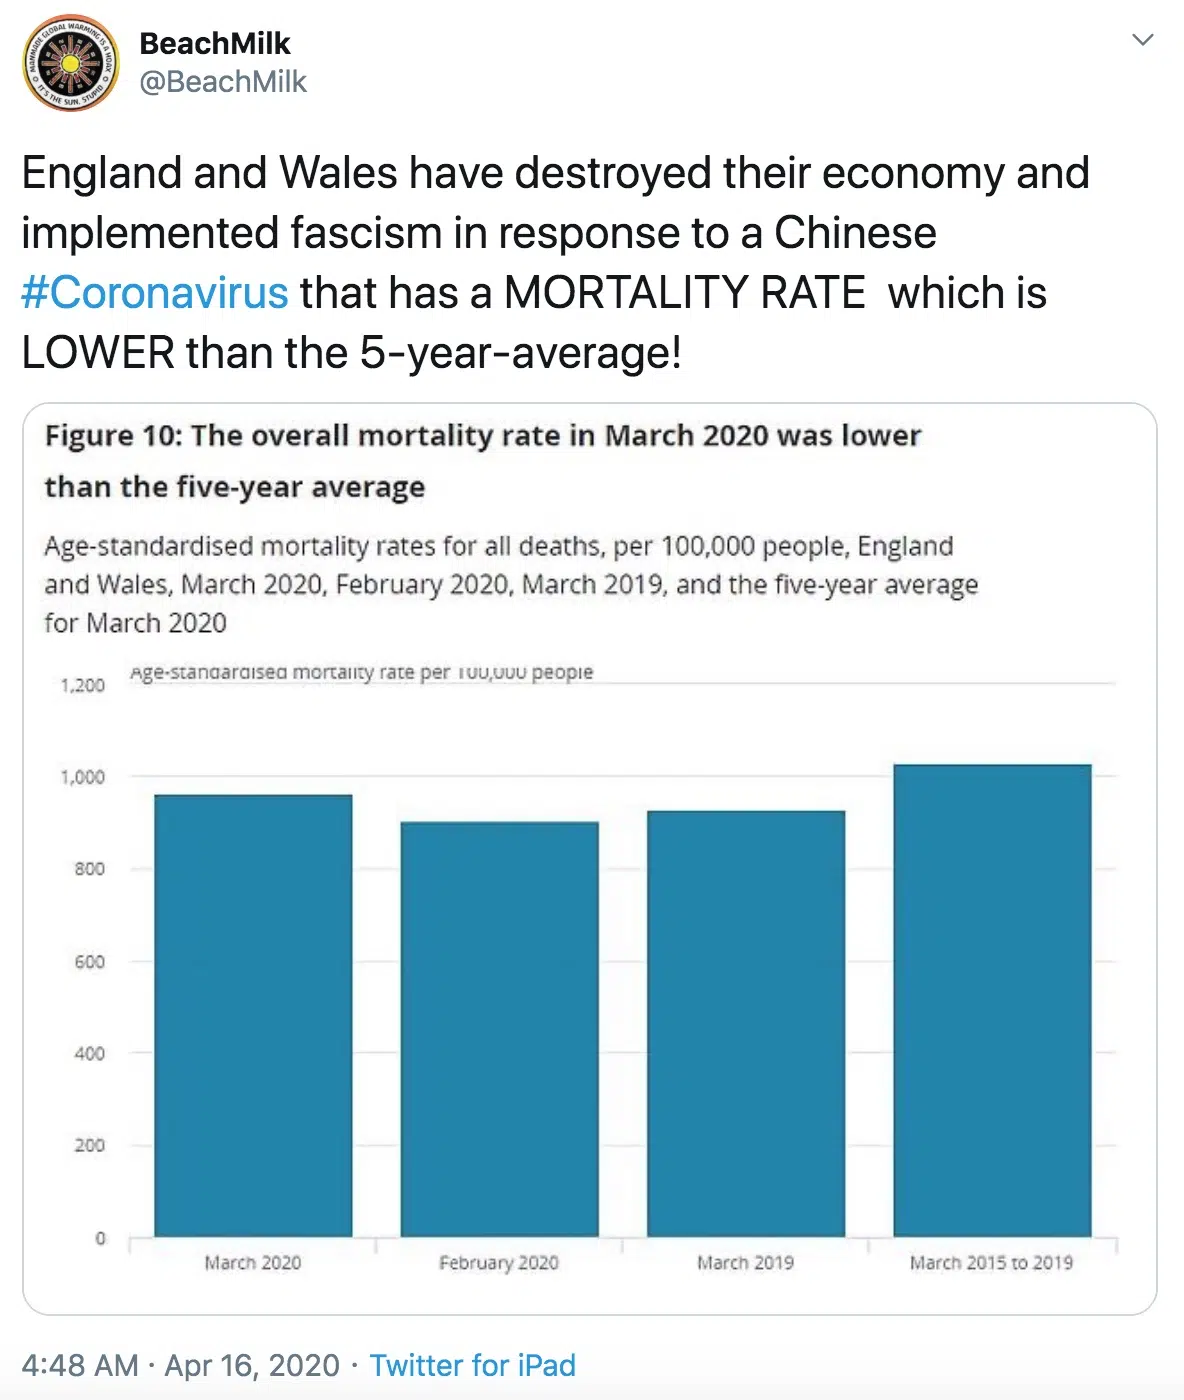 MANMADE GLOBAL WARMING IS A HOAX
IT'S THE SUN, STUPID
BeachMilk
@BeachMilk
England and Wales have destroyed their economy and
implemented fascism in response to a Chinese
#Coronavirus that has a MORTALITY RATE which is
LOWER than the 5-year-average!
Figure 10: The overall mortality rate in March 2020 was lower
than the five-year average
Age-standardised mortality rates for all deaths, per 100,000 people, England
and Wales, March 2020, February 2020, March 2019, and the five-year average
for March 2020
Age-standardised mortality rate per 100,000 people
1,200
1,000
800
600
400
200
0
March 2020 February 2020 March 2019 March 2015 to 2019
4:48 AM · Apr 16, 2020 · Twitter for iPad